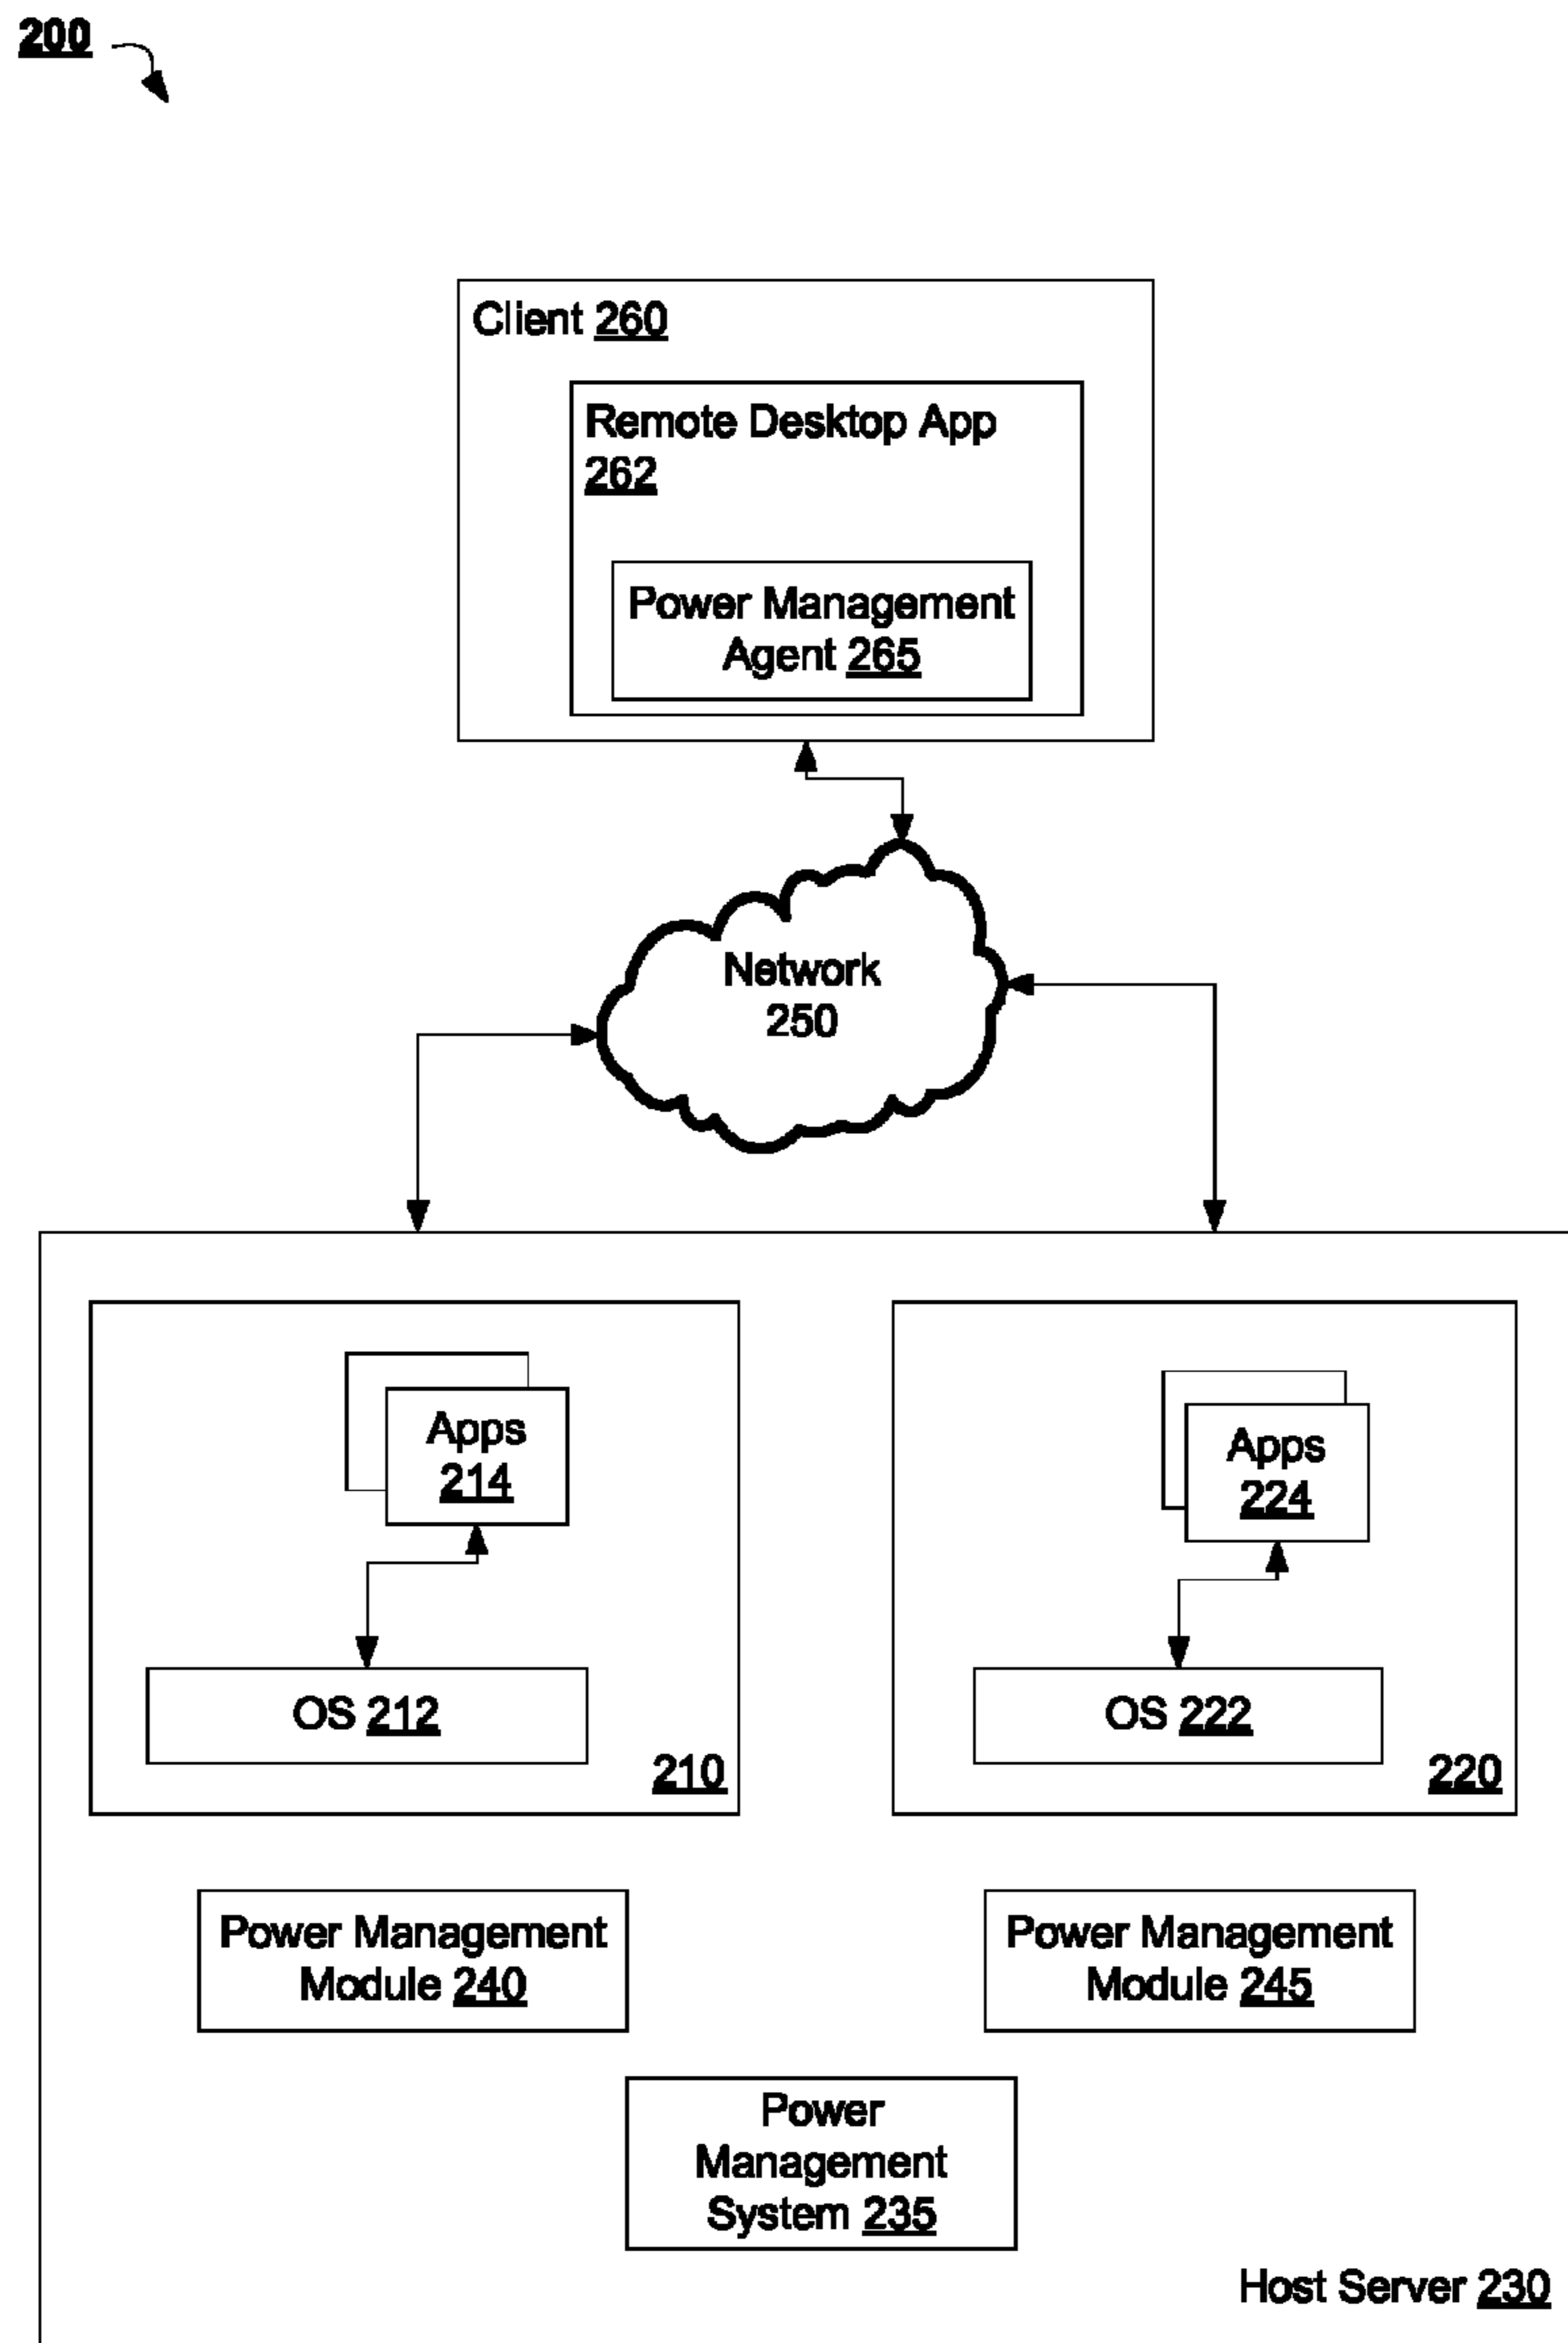 200
Client 260
Remote Desktop App
262
Power Management
Agent 265
Network
250
Apps
214
OS 212
210
Apps
224
OS 222
220
Power Management
Module 240
Power Management
Module 245
Power
Management
System 235
Host Server 230